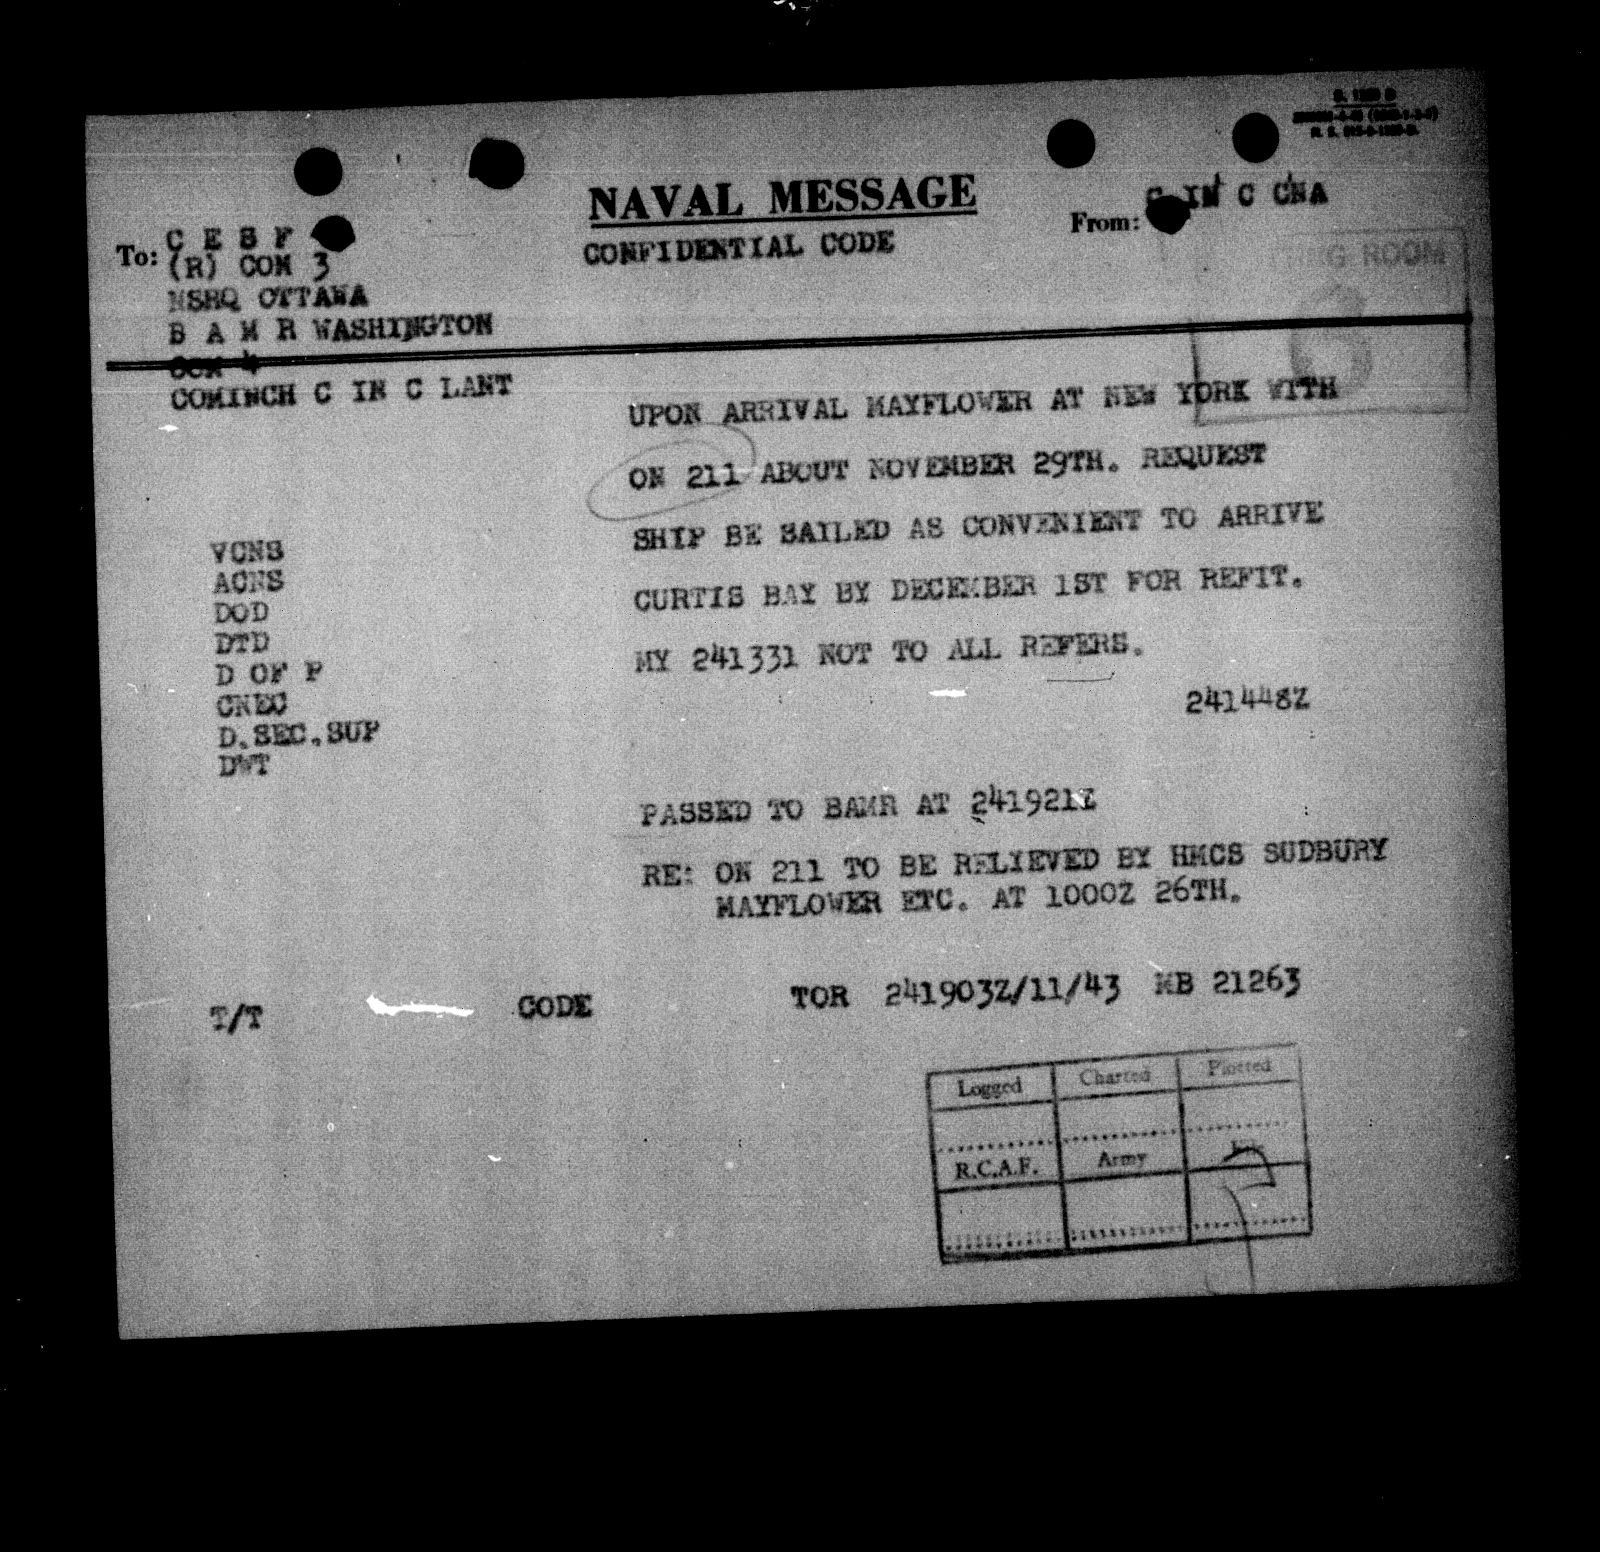 NAVAL MESSAGE
CONFIDENTIAL CODE
From: C IN C CNA
To: C E S F
(R) COM 3
NSHQ OTTAWA
B A M R WASHINGTON
COM 4
COMINCH C IN C LANT
ROOM
UPON ARRIVAL MAYFLOWER AT NEW YORK WITH
ON 211 ABOUT NOVEMBER 29TH. REQUEST
SHIP BE SAILED AS CONVENIENT TO ARRIVE
CURTIS BAY BY DECEMBER 1ST FOR REFIT.
MY 241331 NOT TO ALL REFERS.
241448Z
VCNS
ACNS
DOD
DTD
D OF P
CNEC
D.SEC.SUP
DWT
PASSED TO BAMR AT 241921Z
RE: ON 211 TO BE RELIEVED BY HMCS SUDBURY
MAYFLOWER ETC. AT 1000Z 26TH.
T/T CODE TOR 241903Z/11/43 MB 21263
Logged Charted Plotted
R.C.A.F. Army